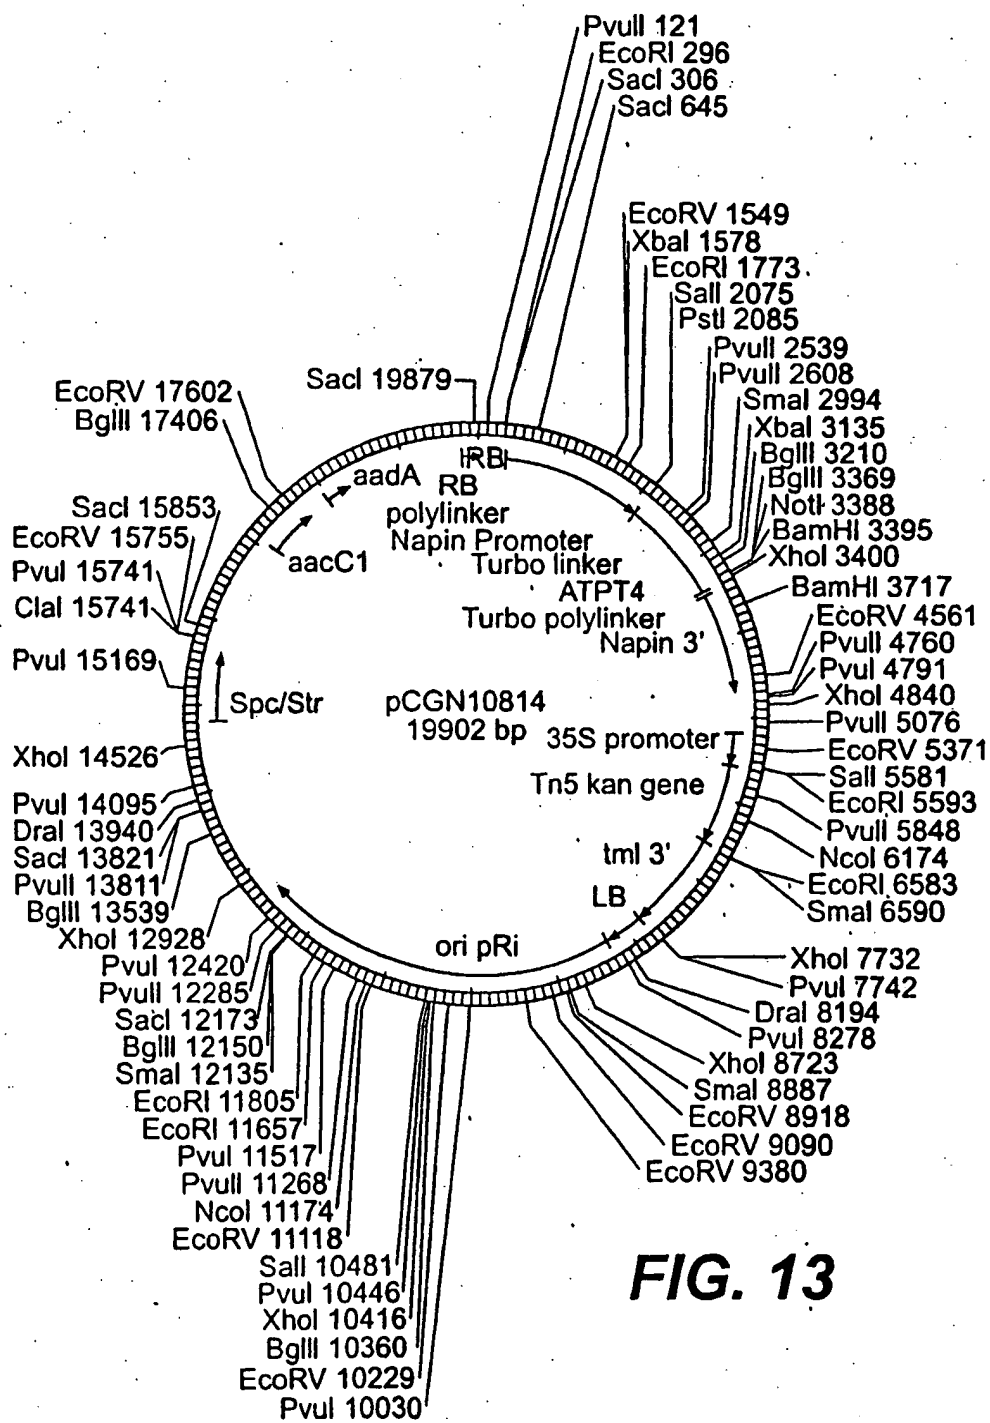 PvuII 121
EcoRI 296
SacI 306
SacI 645
EcoRV 1549
XbaI 1578
EcoRI 1773
SalI 2075
PstI 2085
PvuII 2539
PvuII 2608
SmaI 2994
XbaI 3135
BglII 3210
BglII 3369
NotI 3388
BamHI 3395
XhoI 3400
BamHI 3717
EcoRV 4561
PvuII 4760
PvuI 4791
XhoI 4840
PvuII 5076
EcoRV 5371
SalI 5581
EcoRI 5593
PvuII 5848
NcoI 6174
EcoRI 6583
SmaI 6590
XhoI 7732
PvuI 7742
DraI 8194
PvuI 8278
XhoI 8723
SmaI 8887
EcoRV 8918
EcoRV 9090
EcoRV 9380
SacI 19879
EcoRV 17602
BglII 17406
SacI 15853
EcoRV 15755
PvuI 15741
ClaI 15741
PvuI 15169
XhoI 14526
PvuI 14095
DraI 13940
SacI 13821
PvuII 13811
BglII 13539
XhoI 12928
PvuI 12420
PvuII 12285
SacI 12173
BglII 12150
SmaI 12135
EcoRI 11805
EcoRI 11657
PvuI 11517
PvuII 11268
NcoI 11174
EcoRV 11118
SalI 10481
PvuI 10446
XhoI 10416
BglII 10360
EcoRV 10229
PvuI 10030
RB
aadA
RB
polylinker
Napin Promoter
aacC1
Turbo linker
ATPT4
Turbo polylinker
Napin 3'
Spc/Str
pCGN10814
19902 bp
35S promoter
Tn5 kan gene
tml 3'
LB
ori pRi
FIG. 13